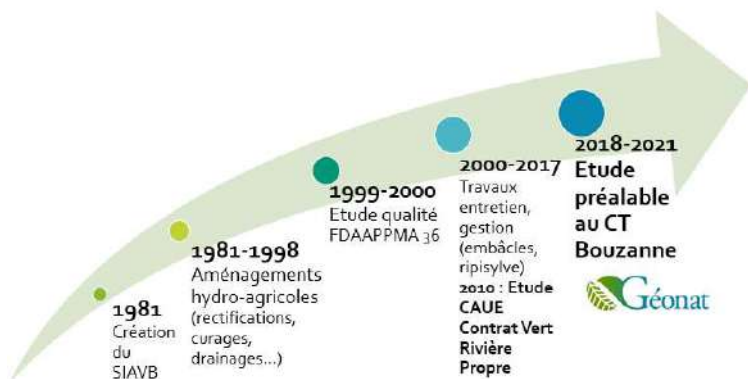 1981
Création
du
SIAVB
1981-1998
Aménagements
hydro-agricoles
(rectifications,
curages,
drainages...)
1999-2000
Etude qualité
FDAAPPMA 36
2000-2017
Travaux
entretien,
gestion
(embâcles,
ripisylve)
2010 : Etude
CAUE
Contrat Vert
Rivière
Propre
2018-2021
Etude
préalable
au CT
Bouzanne
Géonat